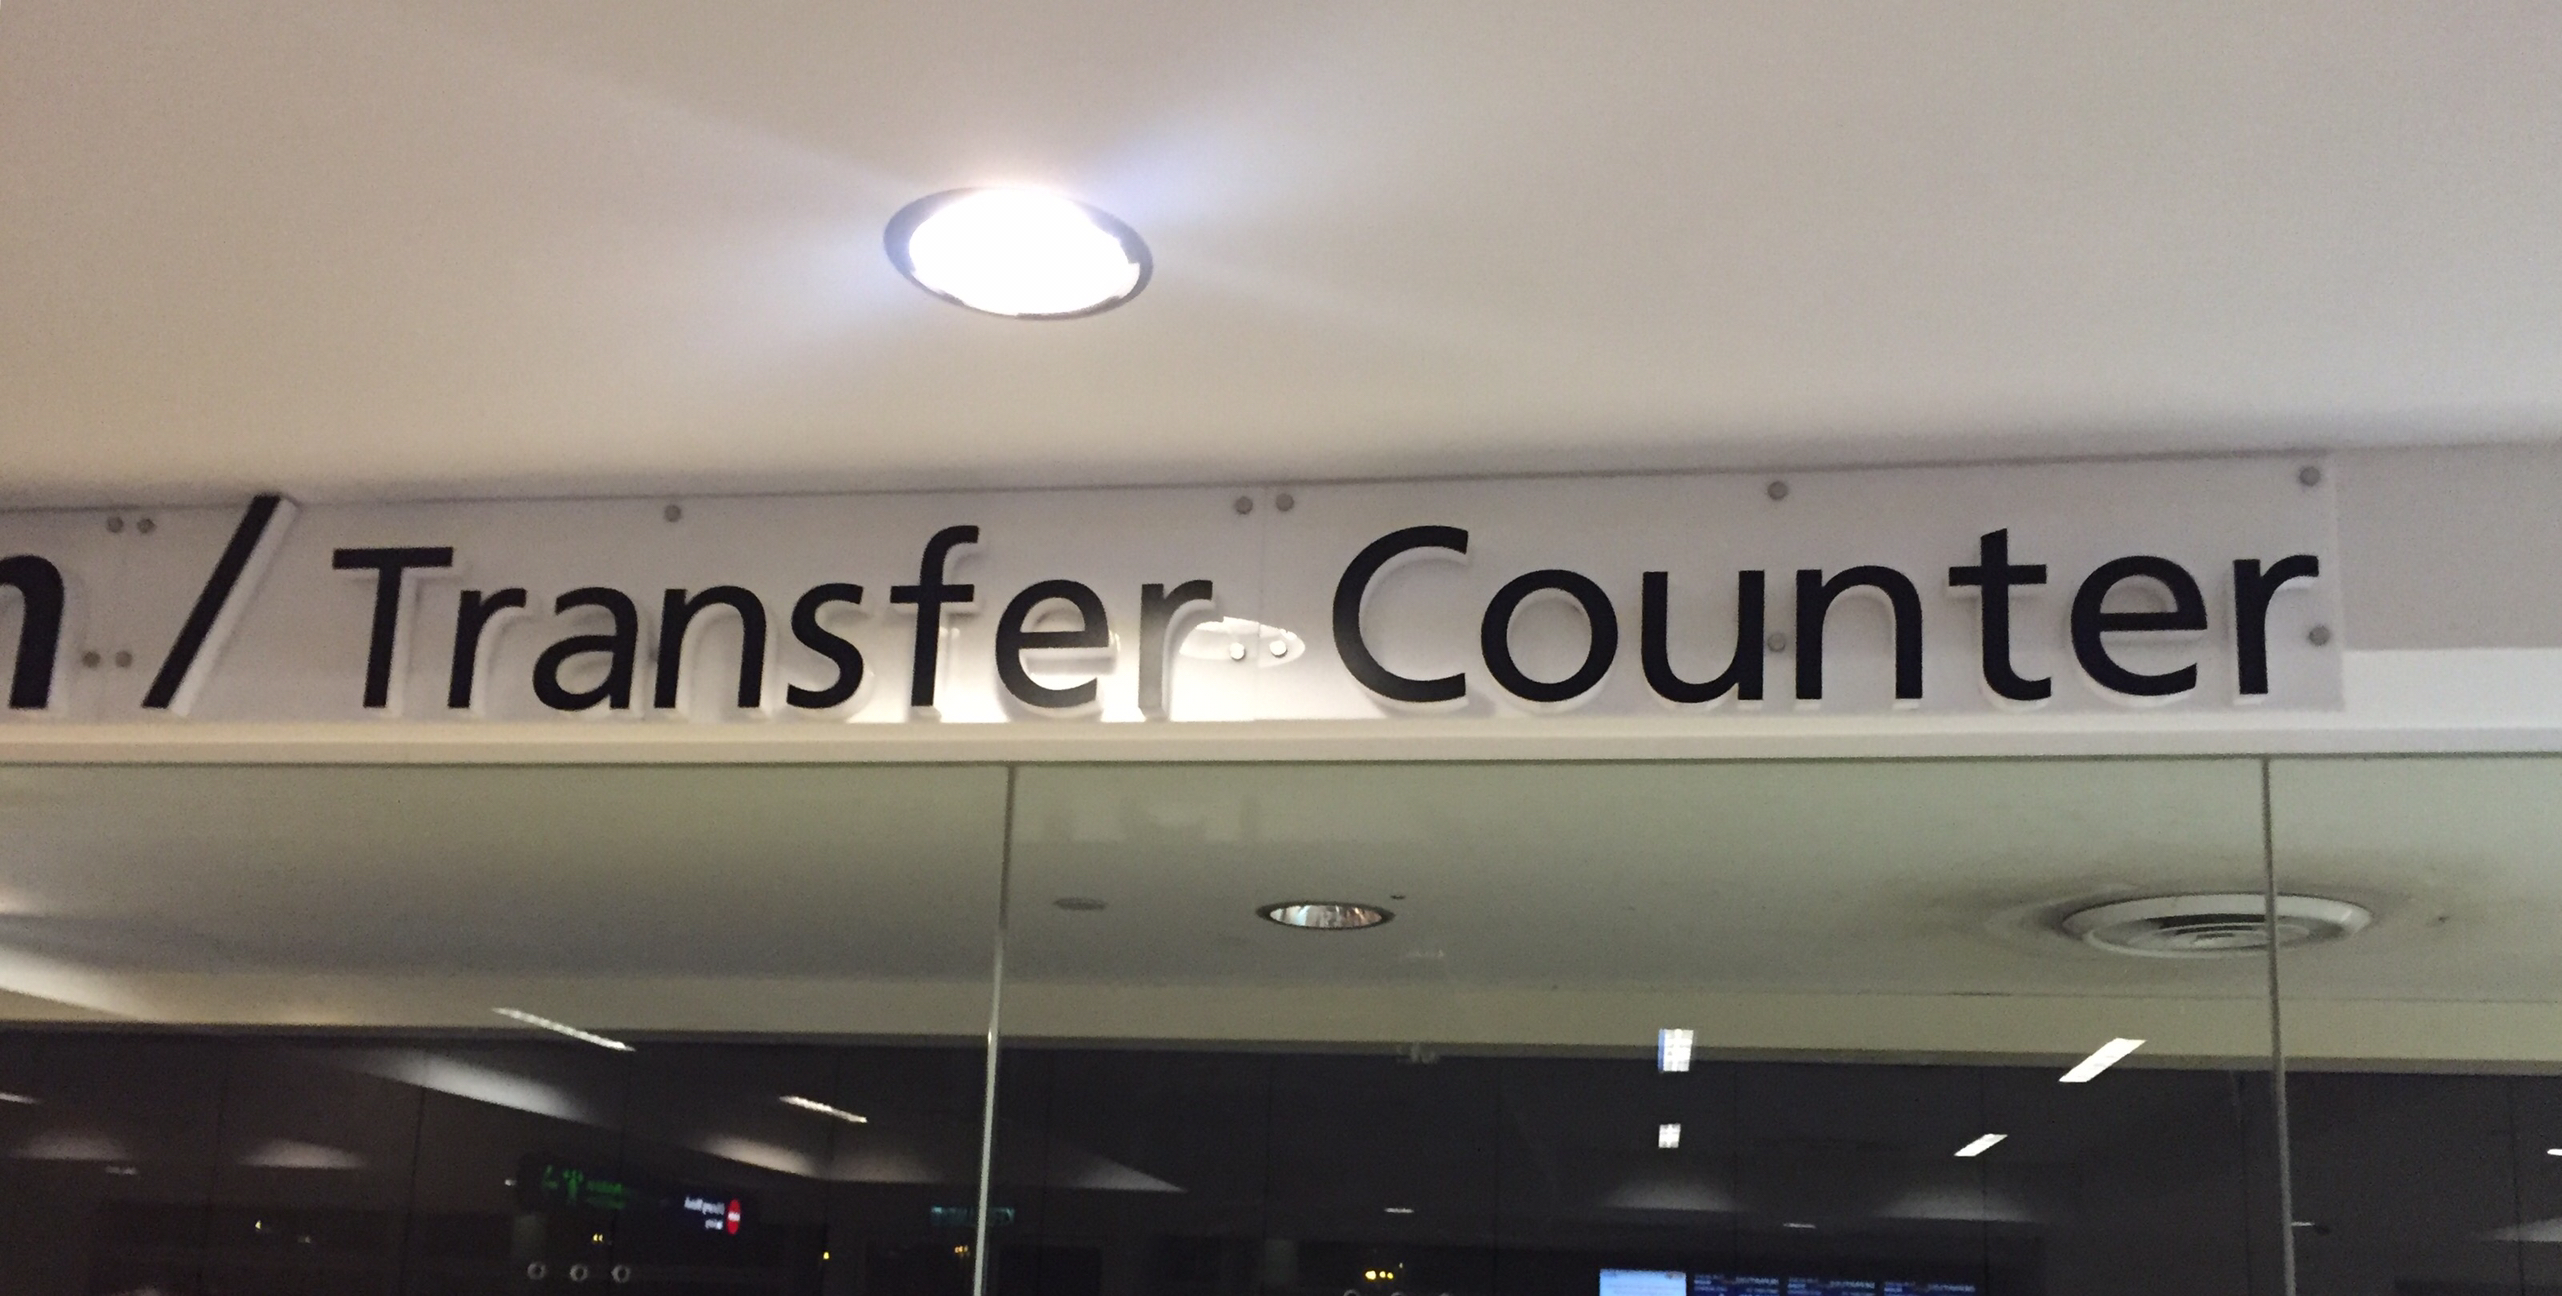 n / Transfer Counter